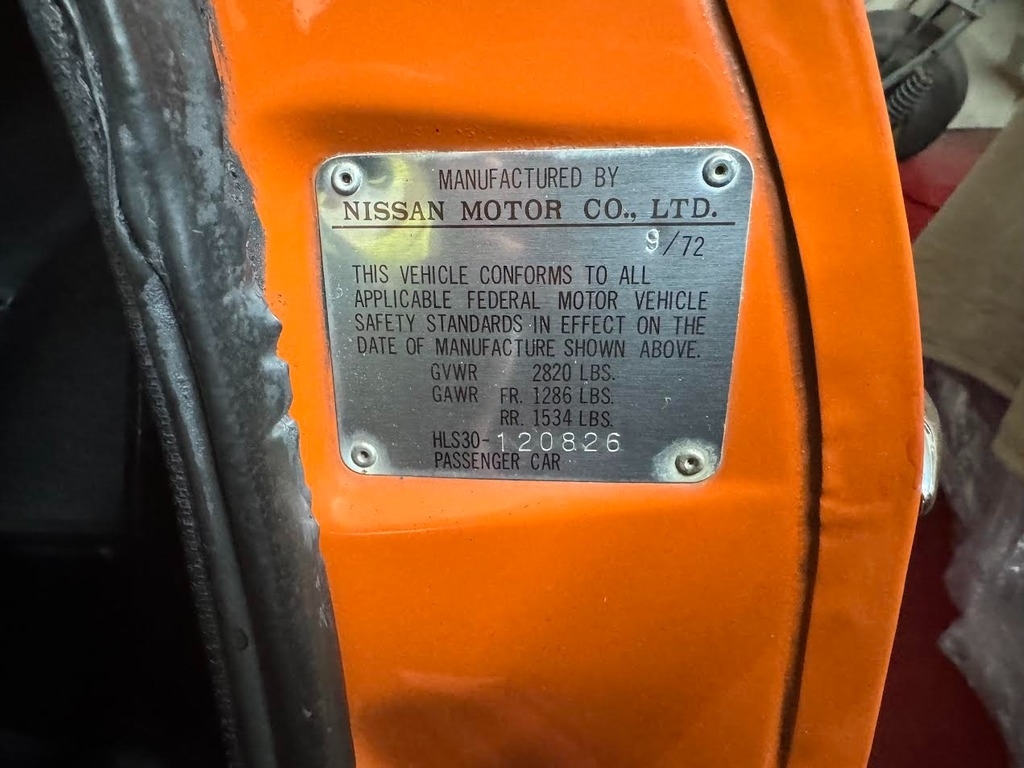 MANUFACTURED BY
NISSAN MOTOR CO., LTD.
9/72
THIS VEHICLE CONFORMS TO ALL
APPLICABLE FEDERAL MOTOR VEHICLE
SAFETY STANDARDS IN EFFECT ON THE
DATE OF MANUFACTURE SHOWN ABOVE.
GVWR 2820 LBS.
GAWR FR. 1286 LBS.
RR. 1534 LBS.
HLS30-120826
PASSENGER CAR